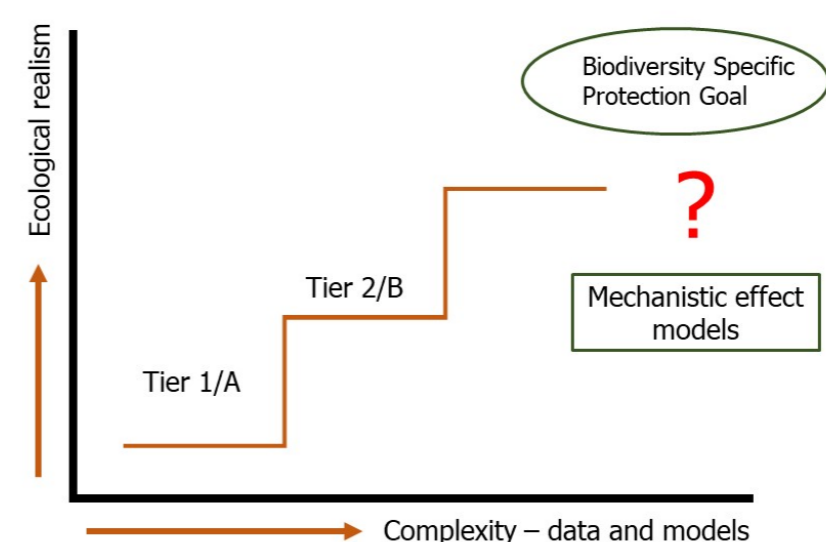 Ecological realism
Biodiversity Specific
Protection Goal
?
Tier 2/B
Mechanistic effect
models
Tier 1/A
Complexity – data and models